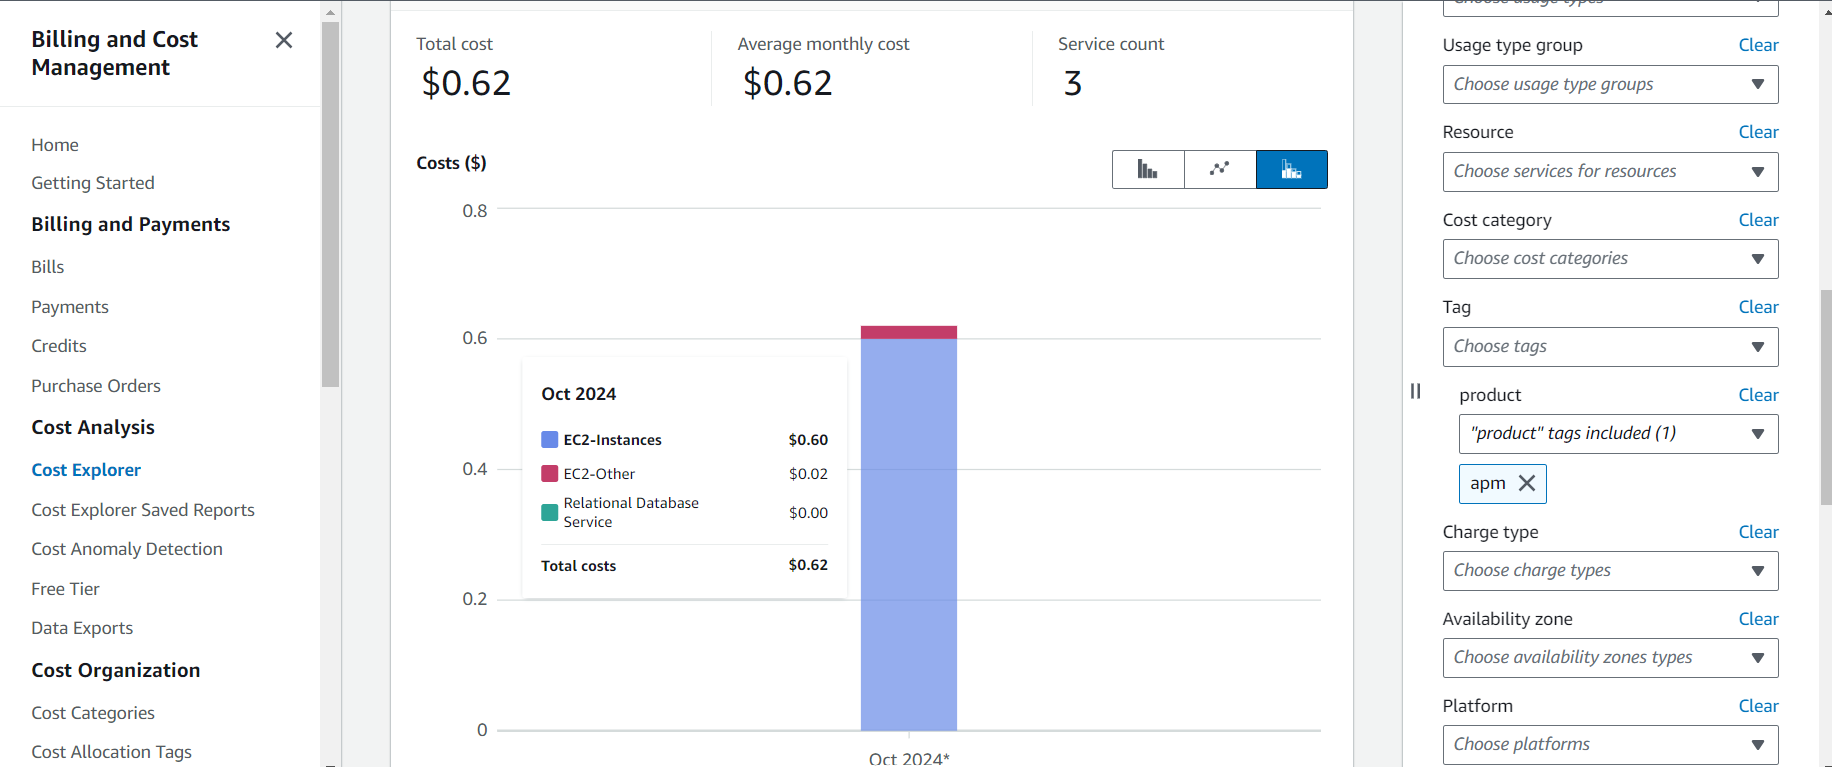 Billing and Cost
Management
Home
Getting Started
Billing and Payments
Bills
Payments
Credits
Purchase Orders
Cost Analysis
Cost Explorer
Cost Explorer Saved Reports
Cost Anomaly Detection
Free Tier
Data Exports
Cost Organization
Cost Categories
Cost Allocation Tags
Total cost
$0.62
Average monthly cost
$0.62
Service count
3
Costs ($)
0.8
0.6
0.4
0.2
0
Oct 2024
EC2-Instances $0.60
EC2-Other $0.02
Relational Database
Service $0.00
Total costs $0.62
Oct 2024*
Choose usage types
Usage type group Clear
Choose usage type groups
Resource Clear
Choose services for resources
Cost category Clear
Choose cost categories
Tag Clear
Choose tags
product Clear
"product" tags included (1)
apm
Charge type Clear
Choose charge types
Availability zone Clear
Choose availability zones types
Platform Clear
Choose platforms